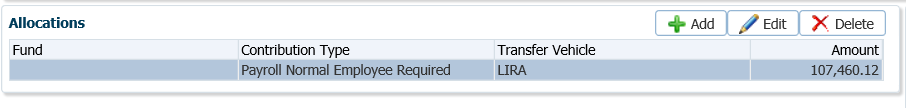 Allocations Add Edit Delete
Fund Contribution Type Transfer Vehicle Amount
Payroll Normal Employee Required LIRA 107,460.12